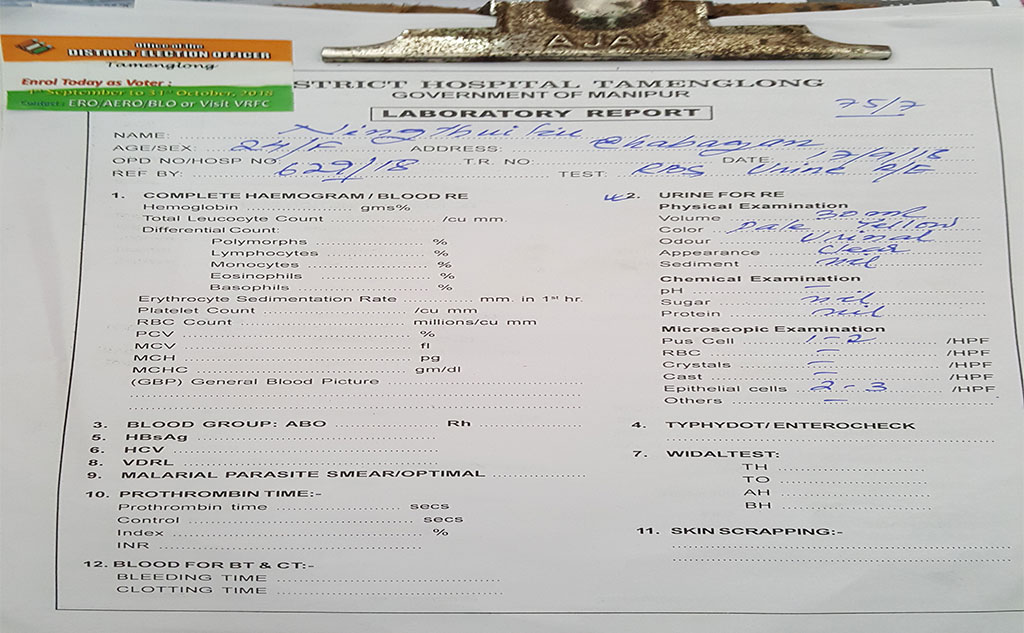 AJAY
Office of the
DISTRICT ELECTION OFFICER
Tamenglong
Enrol Today as Voter :
1st September to 31st October, 2018
Contact : ERO/AERO/BLO or Visit VRFC
STRICT HOSPITAL TAMENGLONG
GOVERNMENT OF MANIPUR
LABORATORY REPORT
75/7
NAME:
AGE/SEX: 24/F ADDRESS: Chabagan
OPD NO/HOSP NO. 629/18 T.R. NO: DATE: 17/9/18
REF BY: TEST: RBS Urine R/E
1. COMPLETE HAEMOGRAM / BLOOD RE
Hemoglobin gms%
Total Leucocyte Count /cu mm.
Differential Count:
Polymorphs %
Lymphocytes %
Monocytes %
Eosinophils %
Basophils %
Erythrocyte Sedimentation Rate mm. in 1st hr.
Platelet Count /cu mm
RBC Count millions/cu mm
PCV %
MCV fl
MCH pg
MCHC gm/dl
(GBP) General Blood Picture
2. URINE FOR RE
Physical Examination
Volume 30 ml
Color Pale Yellow
Odour Urinal
Appearance Clear
Sediment nil
Chemical Examination
pH –
Sugar nil
Protein nil
Microscopic Examination
Pus Cell 1-2 /HPF
RBC – /HPF
Crystals – /HPF
Cast – /HPF
Epithelial cells 2-3 /HPF
Others –
3. BLOOD GROUP: ABO Rh
5. HBsAg
6. HCV
8. VDRL
9. MALARIAL PARASITE SMEAR/OPTIMAL
4. TYPHYDOT/ENTEROCHECK
7. WIDALTEST:
TH
TO
AH
BH
10. PROTHROMBIN TIME:-
Prothrombin time secs
Control secs
Index %
INR
11. SKIN SCRAPPING:-
12. BLOOD FOR BT & CT:-
BLEEDING TIME
CLOTTING TIME